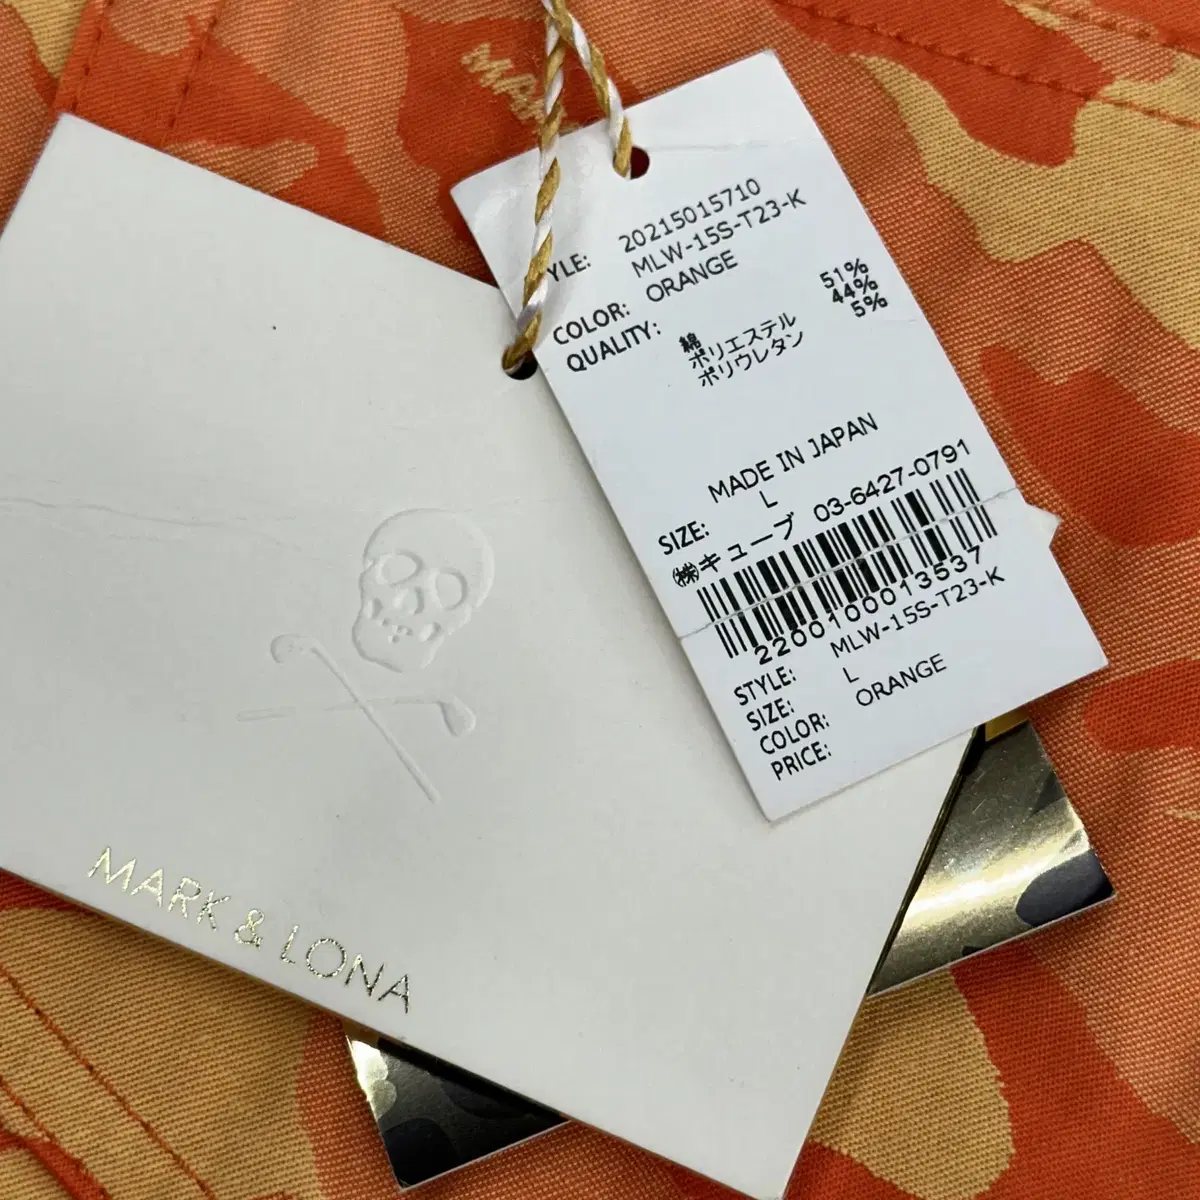 20215015710
YLE: MLW-15S-T23-K
COLOR: ORANGE
QUALITY:
綿 51%
ポリエステル 44%
ポリウレタン 5%
MADE IN JAPAN
SIZE: L
㈱キューブ 03-6427-0791
2200100013537
STYLE: MLW-15S-T23-K
SIZE: L
COLOR: ORANGE
PRICE:
MARK & LONA